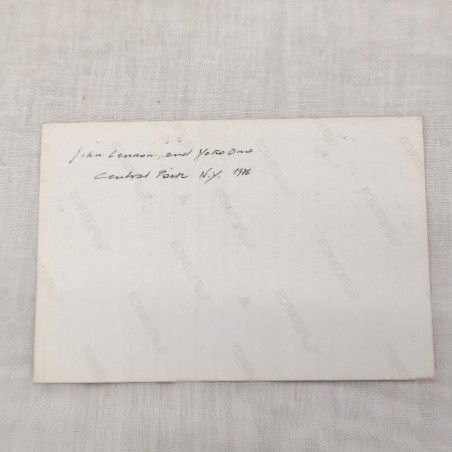 John Lennon and Yoko Ono
Central Park N.Y. 1976